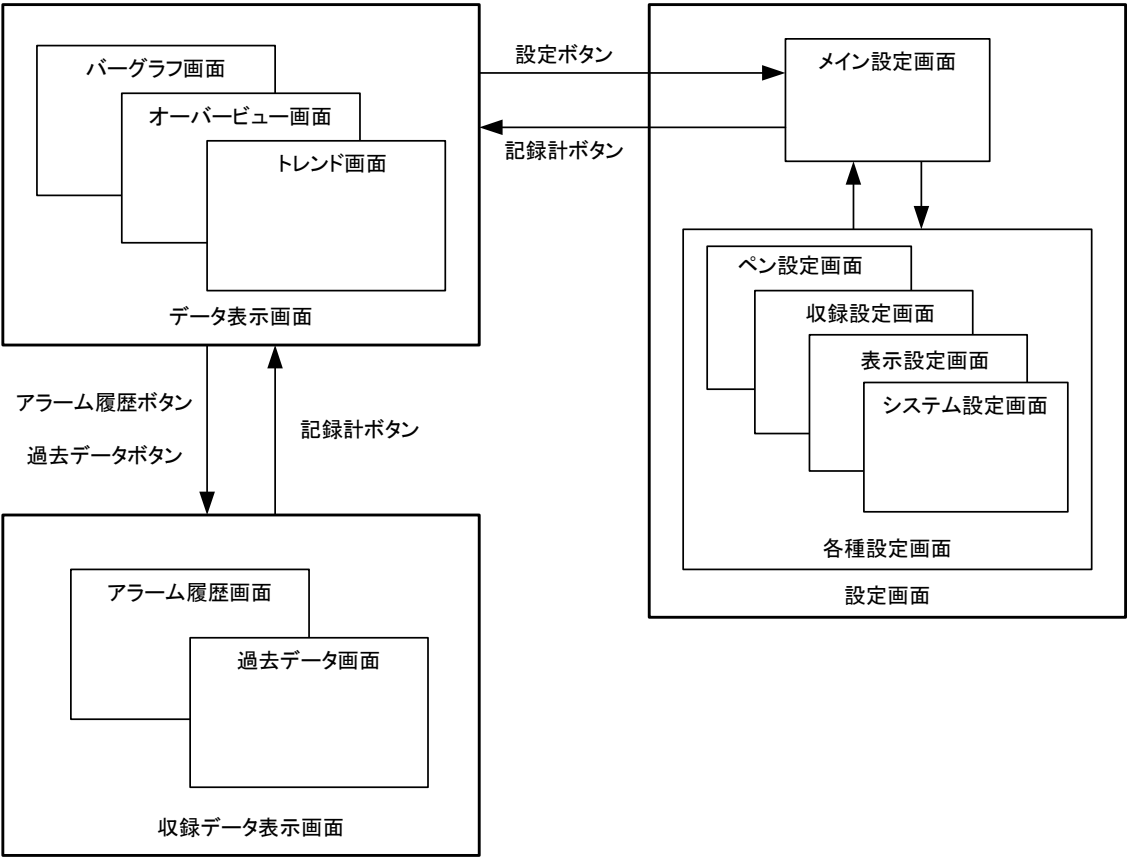 バーグラフ画面
オーバービュー画面
トレンド画面
データ表示画面
設定ボタン
記録計ボタン
メイン設定画面
ペン設定画面
収録設定画面
表示設定画面
システム設定画面
各種設定画面
設定画面
アラーム履歴ボタン
過去データボタン
記録計ボタン
アラーム履歴画面
過去データ画面
収録データ表示画面